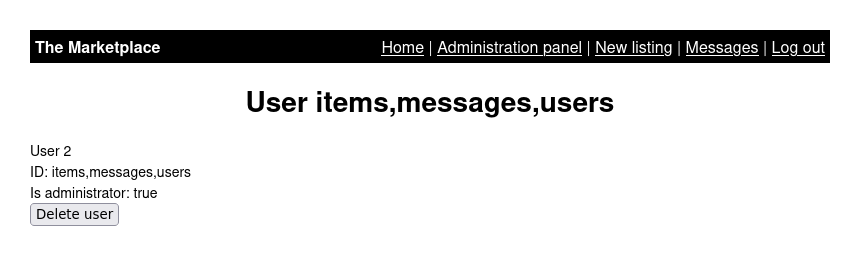 The Marketplace Home | Administration panel | New listing | Messages | Log out
User items,messages,users
User 2
ID: items,messages,users
Is administrator: true
Delete user